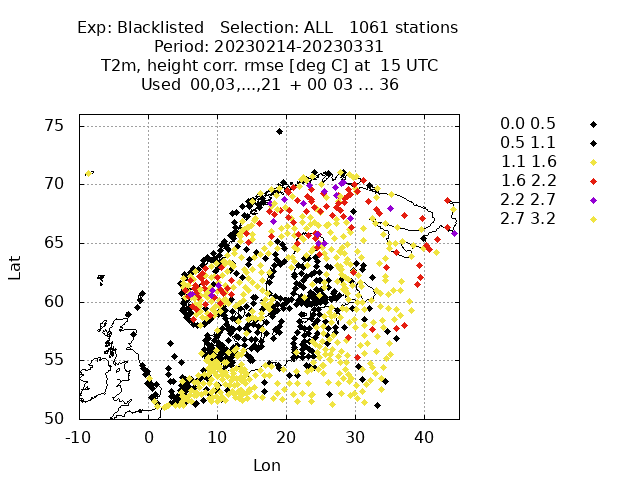 Exp: Blacklisted   Selection: ALL   1061 stations
Period: 20230214-20230331
T2m, height corr. rmse [deg C] at  15 UTC
Used  00,03,...,21  + 00 03 ... 36
0.0 0.5
0.5 1.1
1.1 1.6
1.6 2.2
2.2 2.7
2.7 3.2
75
70
65
60
55
50
Lat
-10 0 10 20 30 40
Lon